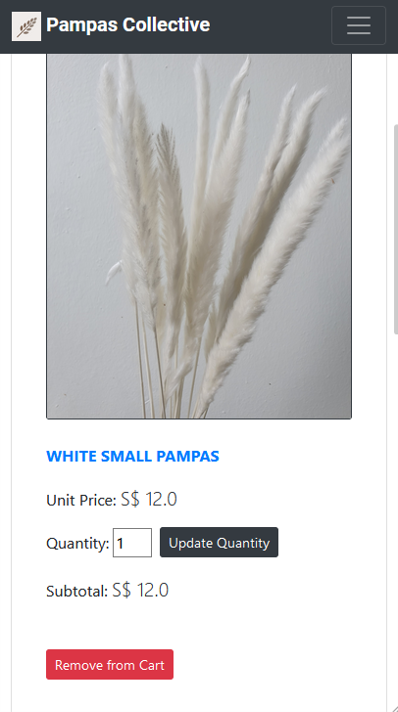 Pampas Collective
WHITE SMALL PAMPAS
Unit Price: S$ 12.0
Quantity: 1 Update Quantity
Subtotal: S$ 12.0
Remove from Cart